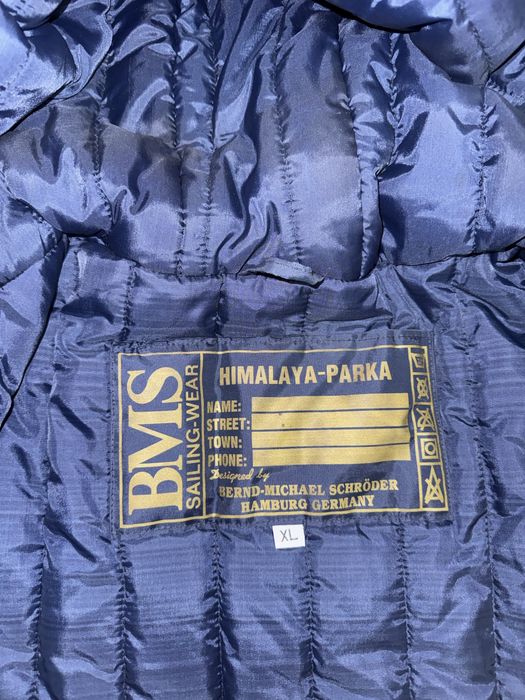 BMS
SAILING-WEAR
HIMALAYA-PARKA
NAME:
STREET:
TOWN:
PHONE:
Designed by
BERND-MICHAEL SCHRÖDER
HAMBURG GERMANY
XL